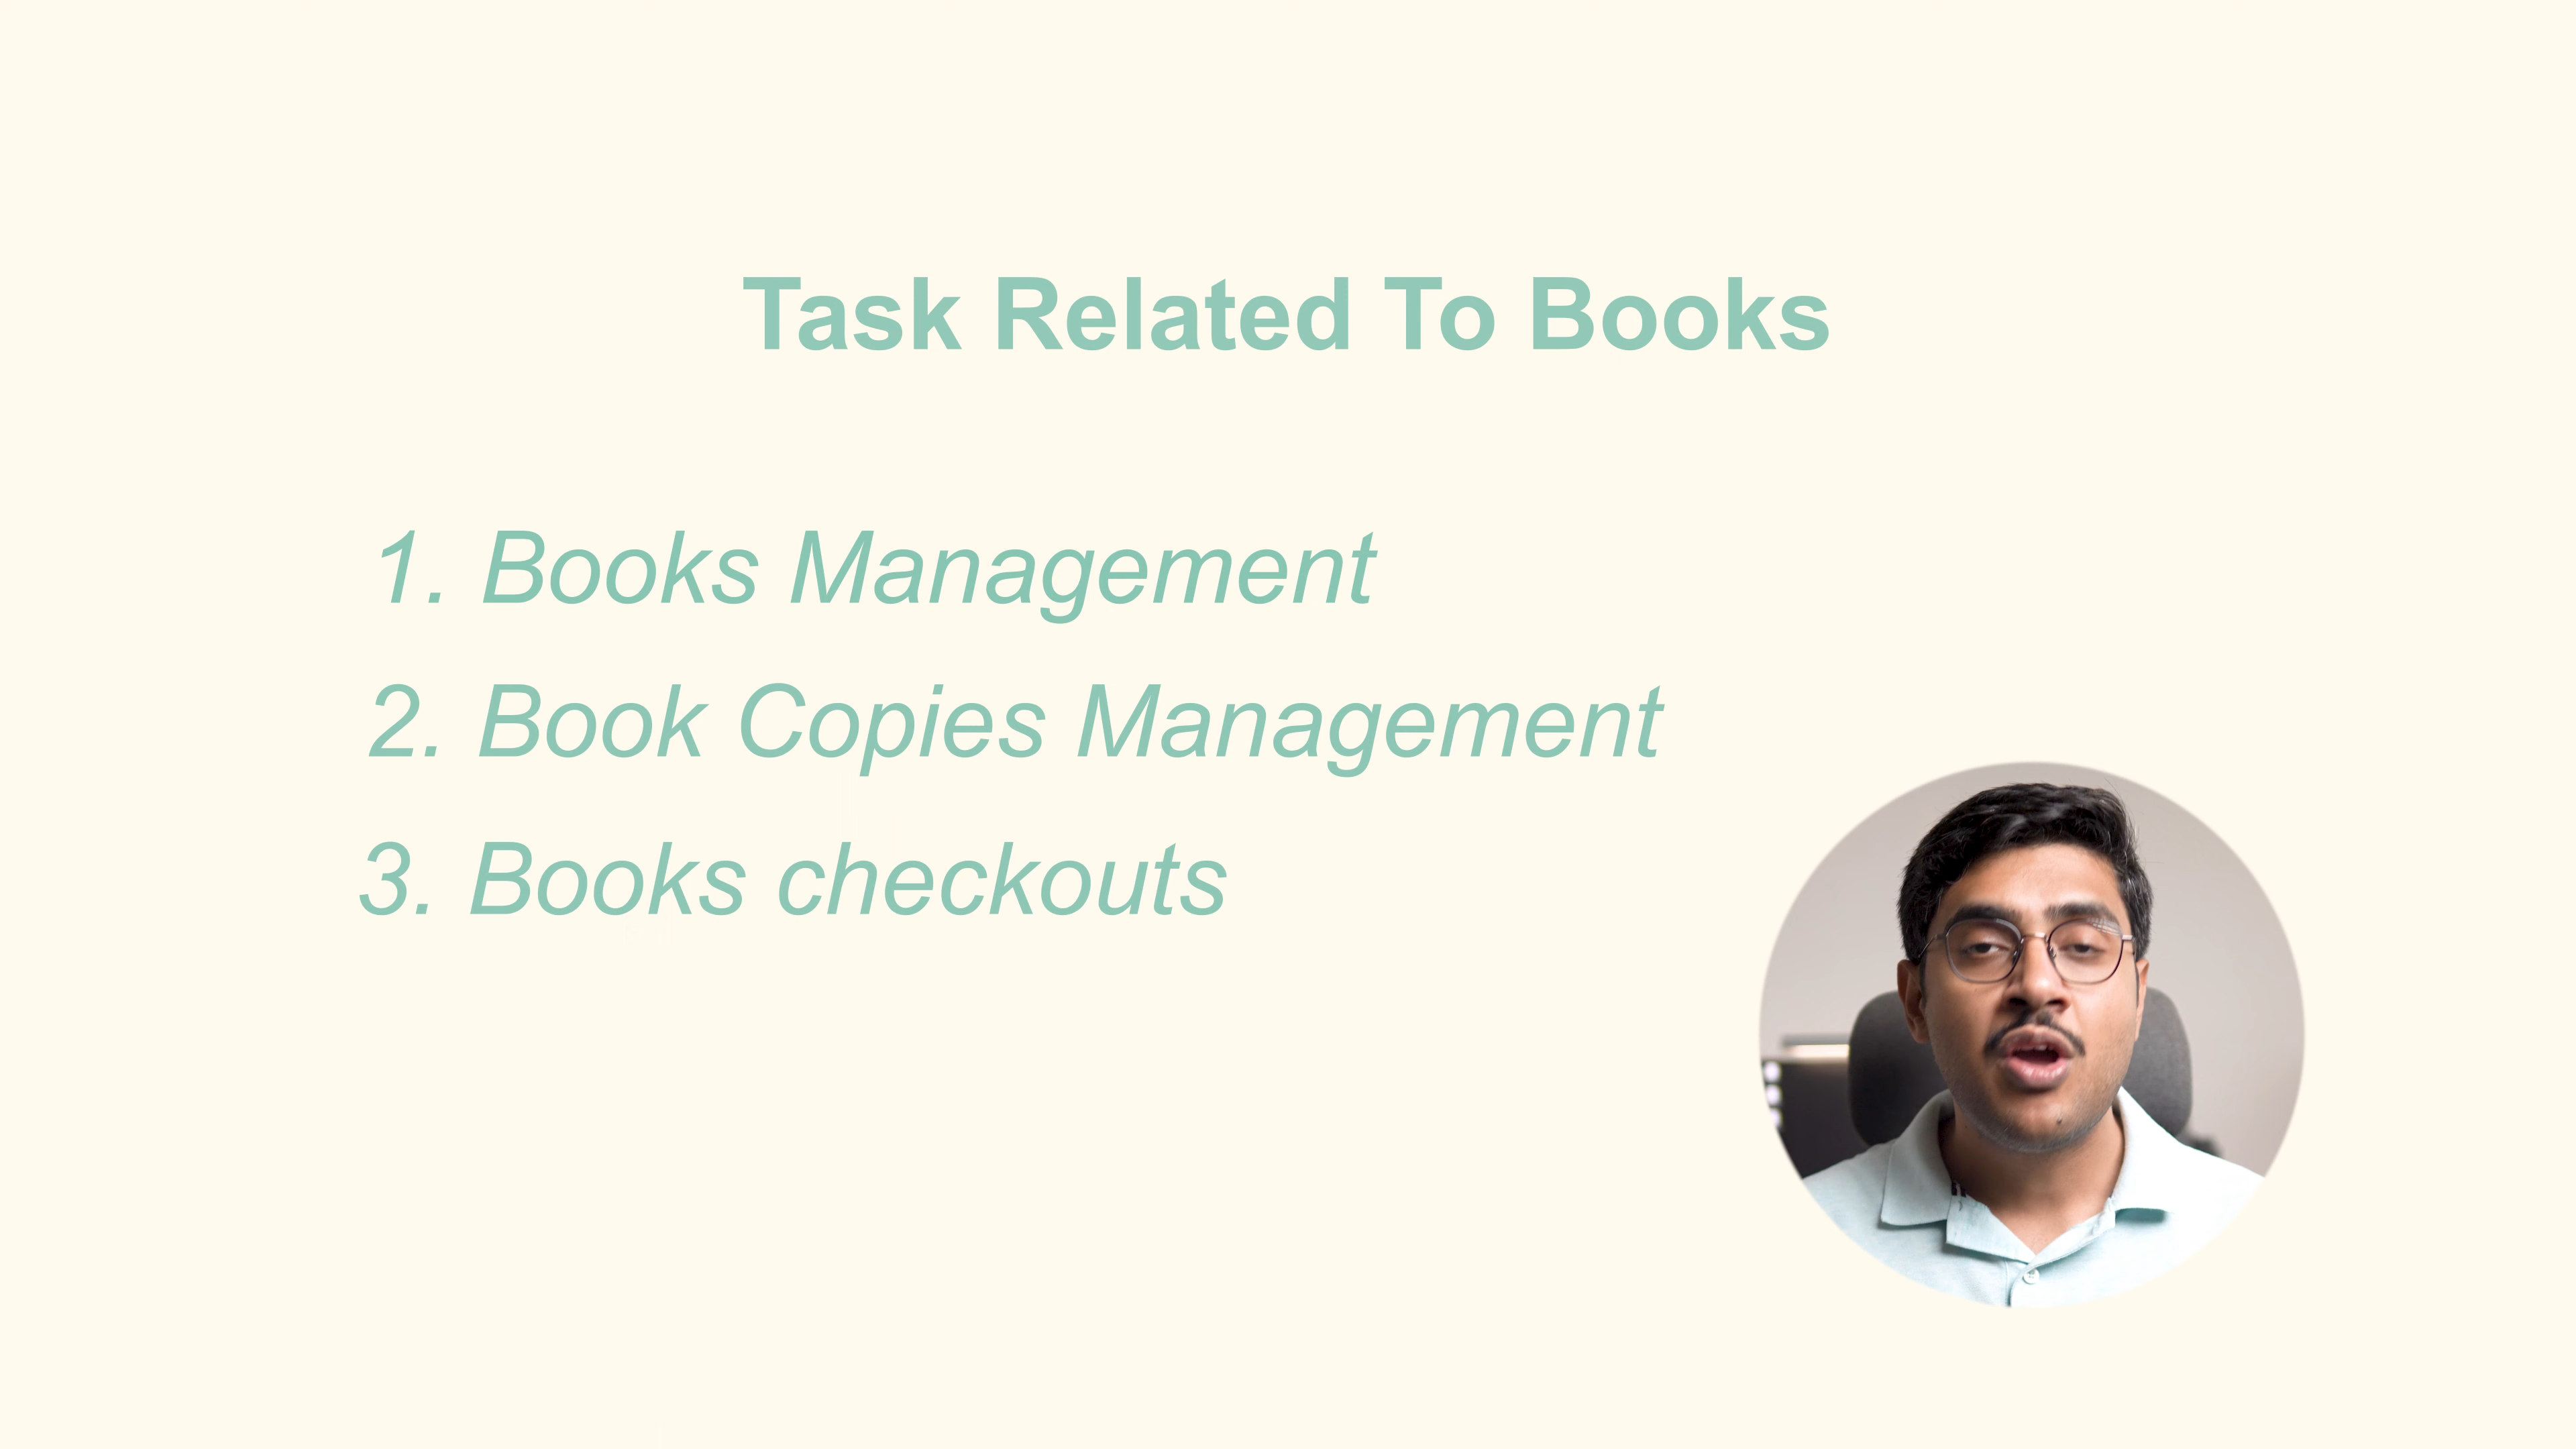 Task Related To Books
1. Books Management
2. Book Copies Management
3. Books checkouts